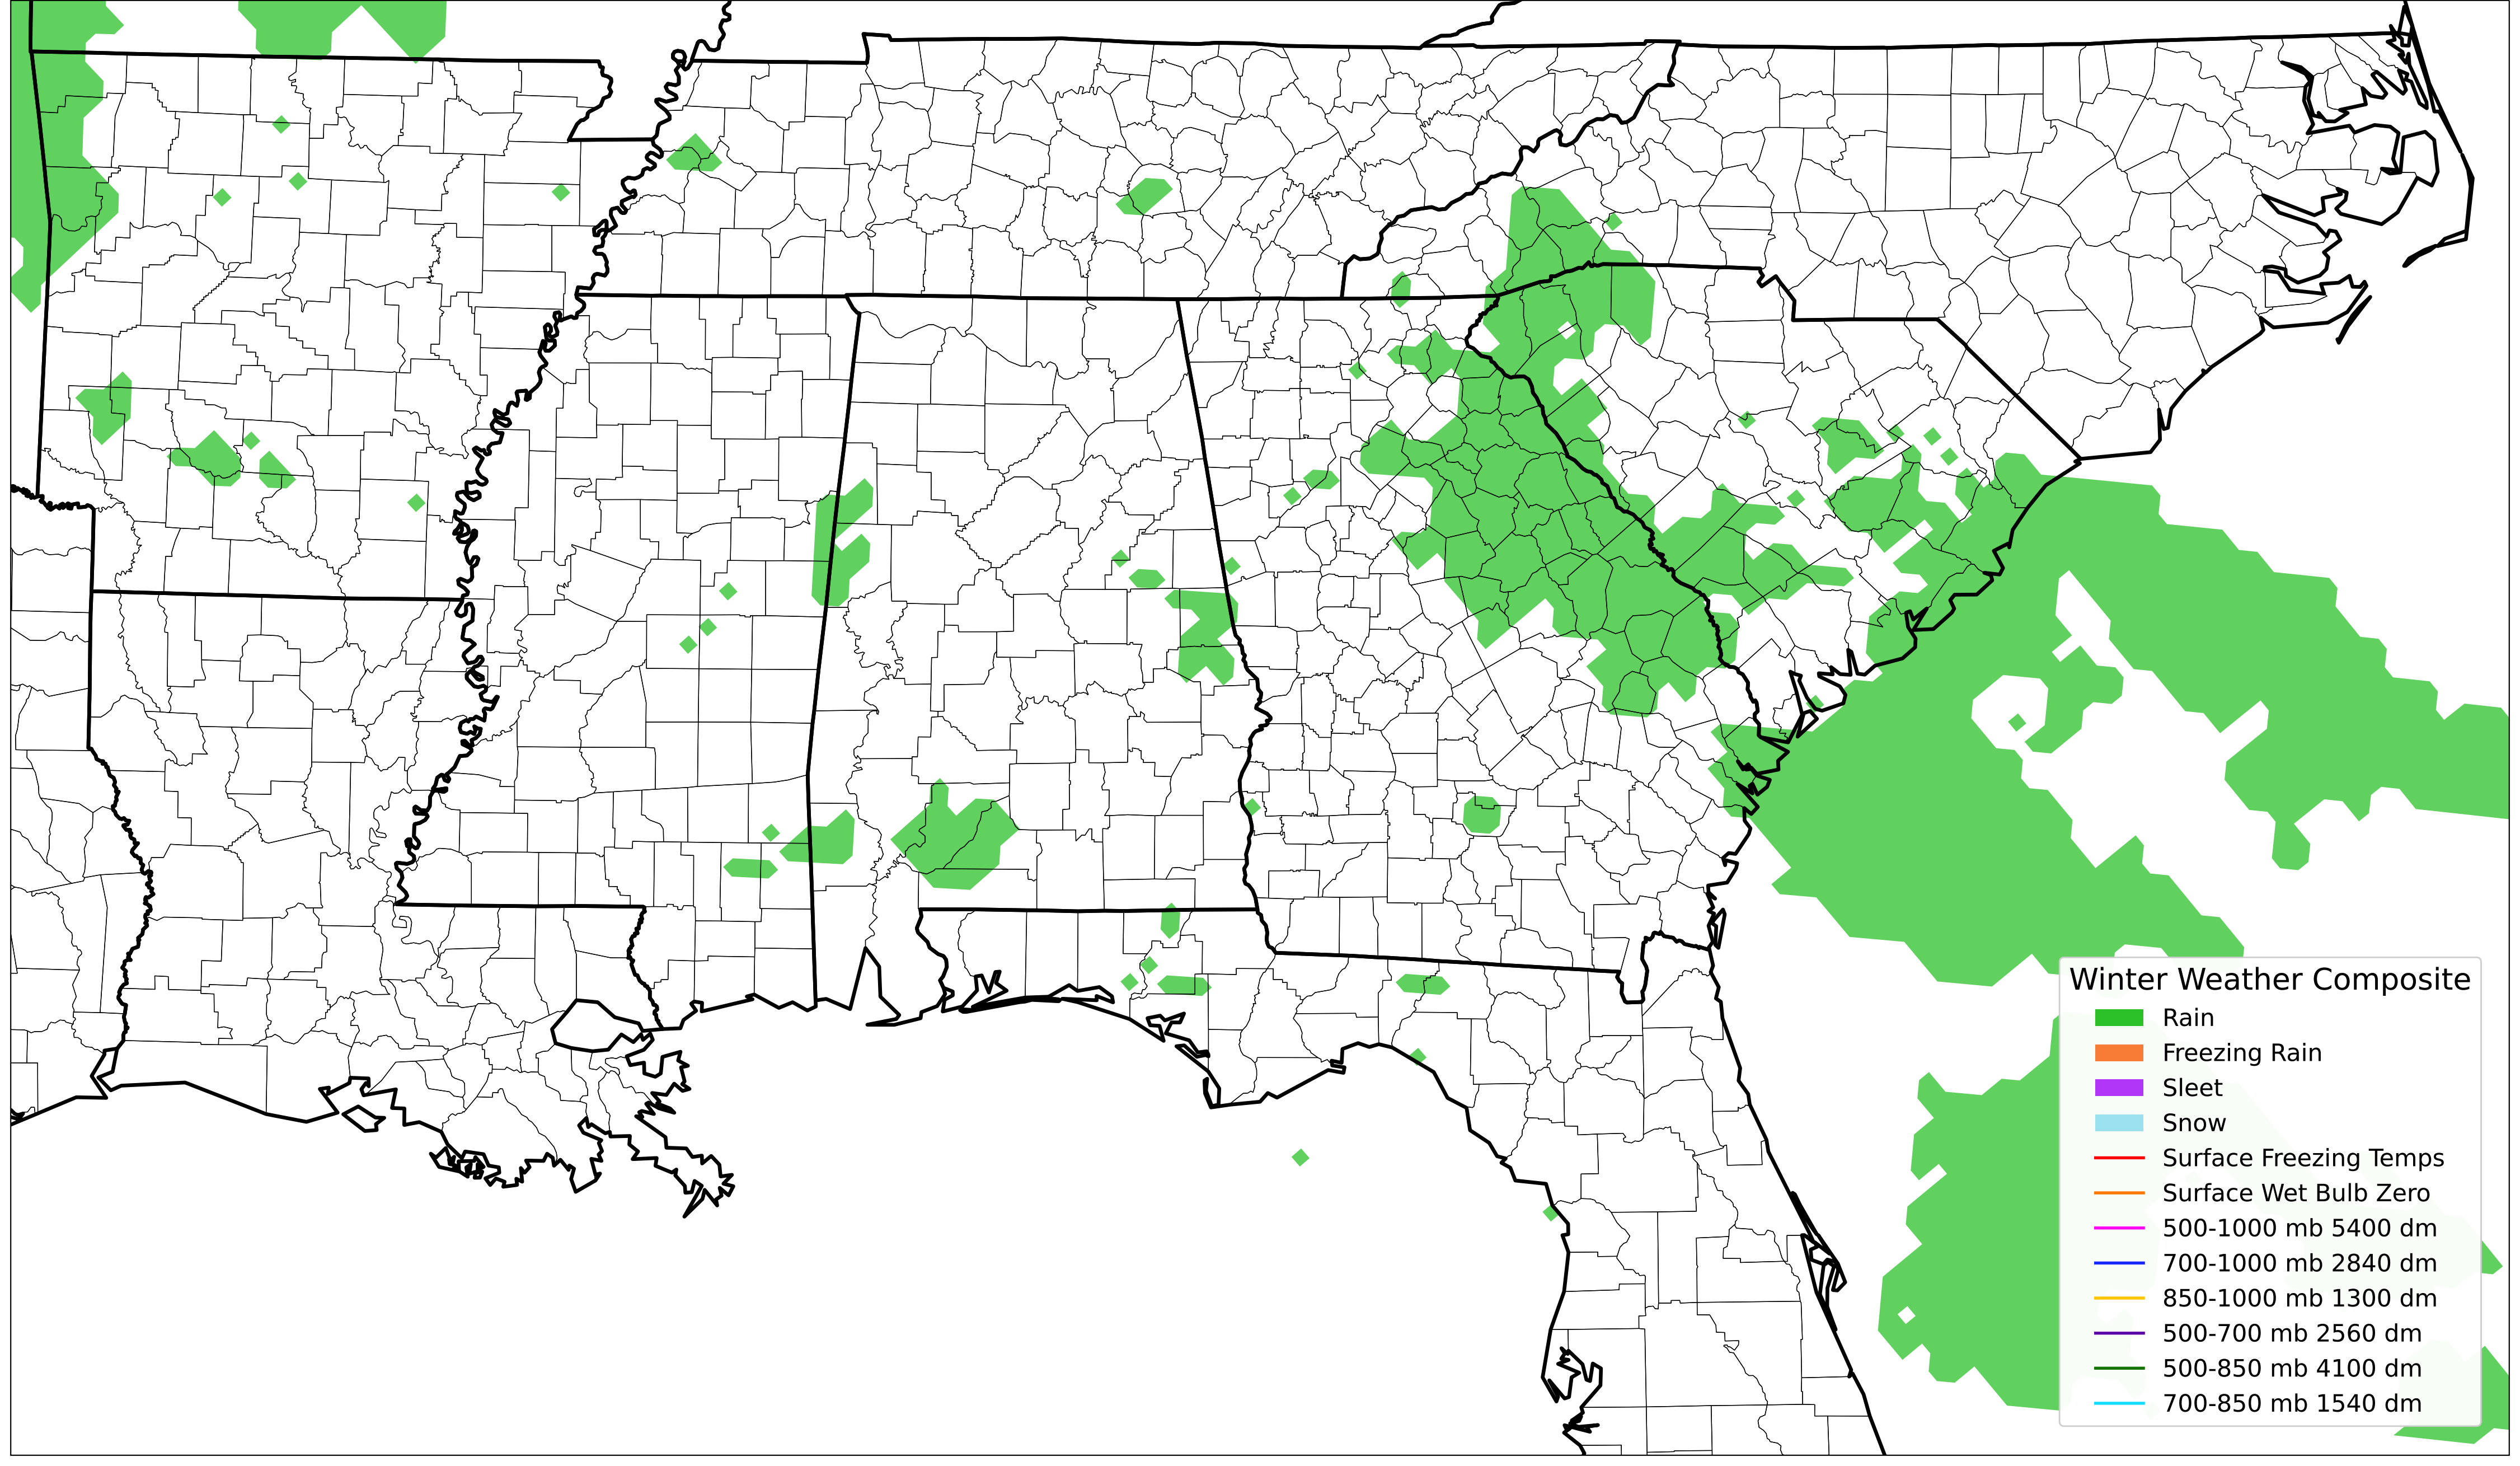 Winter Weather Composite
Rain
Freezing Rain
Sleet
Snow
Surface Freezing Temps
Surface Wet Bulb Zero
500-1000 mb 5400 dm
700-1000 mb 2840 dm
850-1000 mb 1300 dm
500-700 mb 2560 dm
500-850 mb 4100 dm
700-850 mb 1540 dm